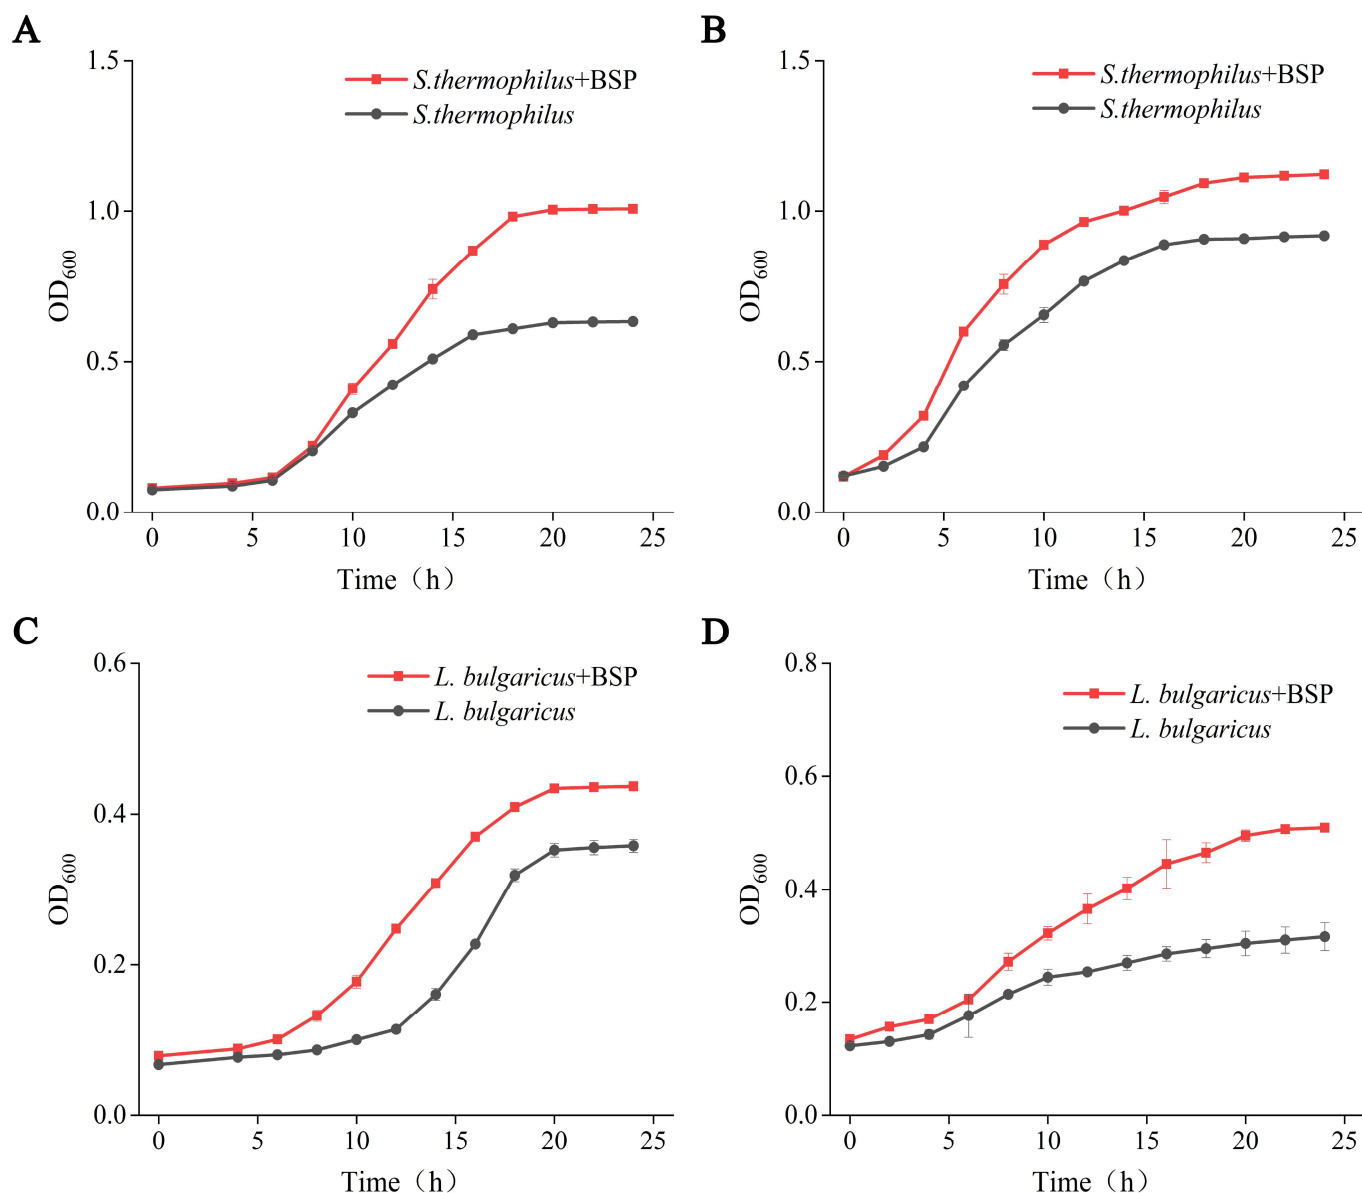 A
S.thermophilus+BSP
S.thermophilus
1.5
1.0
0.5
0.0
OD600
0 5 10 15 20 25
Time（h）
B
S.thermophilus+BSP
S.thermophilus
1.5
1.0
0.5
0.0
OD600
0 5 10 15 20 25
Time（h）
C
L. bulgaricus+BSP
L. bulgaricus
0.6
0.4
0.2
0.0
OD600
0 5 10 15 20 25
Time（h）
D
L. bulgaricus+BSP
L. bulgaricus
0.8
0.6
0.4
0.2
0.0
OD600
0 5 10 15 20 25
Time（h）